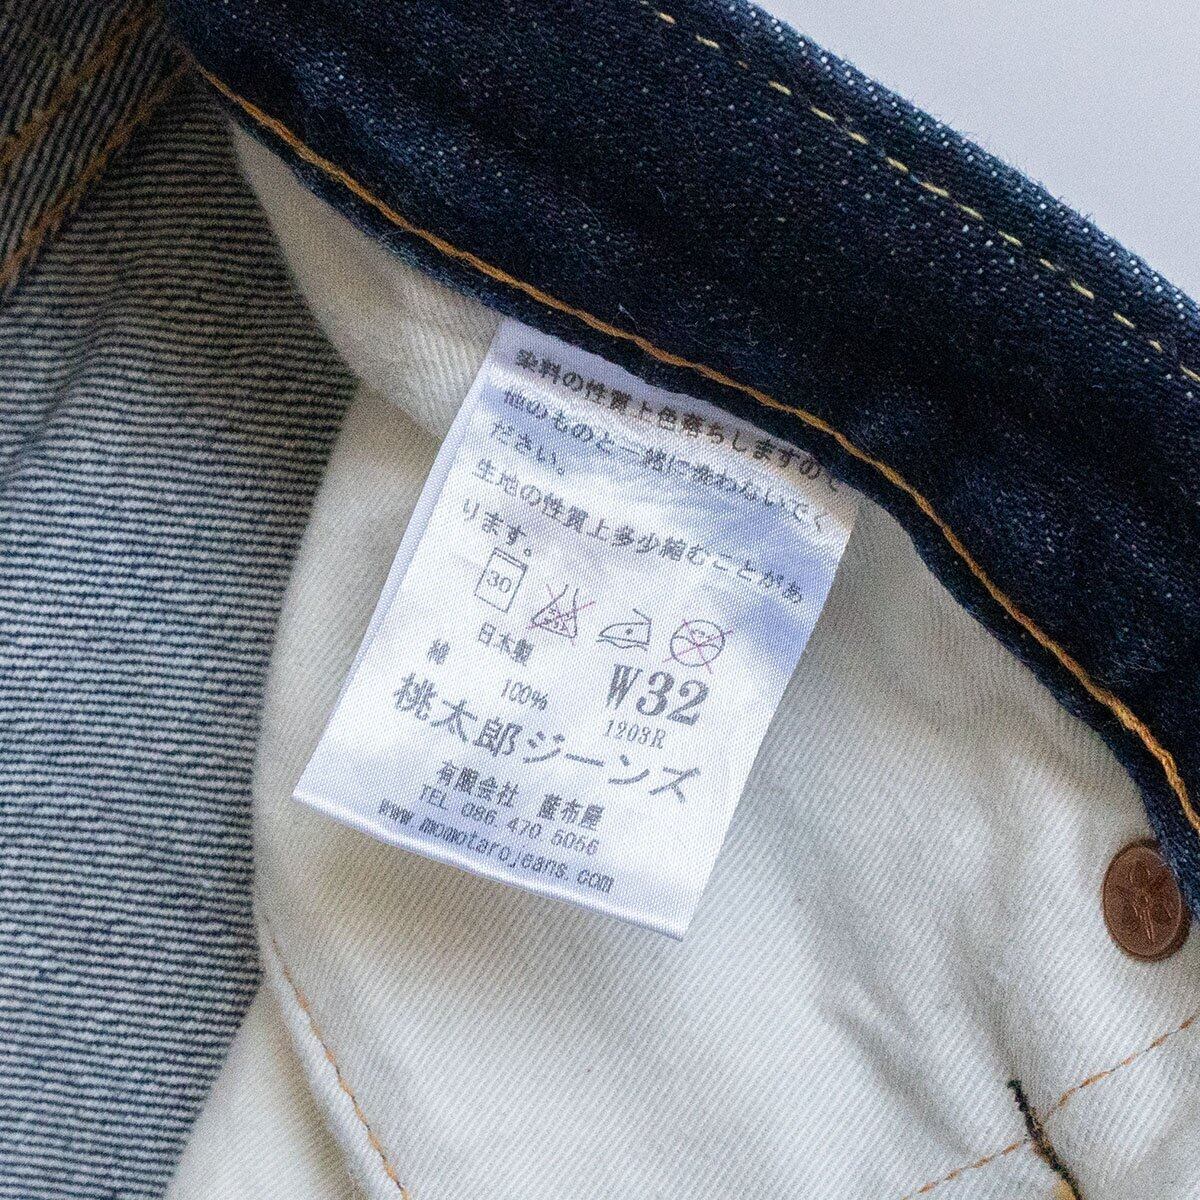 染料の性質上色落ちしますので
他のものと一緒に洗わないでく
ださい。
生地の性質上多少縮むことがあ
ります。
30
日本製
綿 100%
W32
1203R
桃太郎ジーンズ
有限会社 藍布屋
TEL 086.470 5056
www.momotarojeans.com